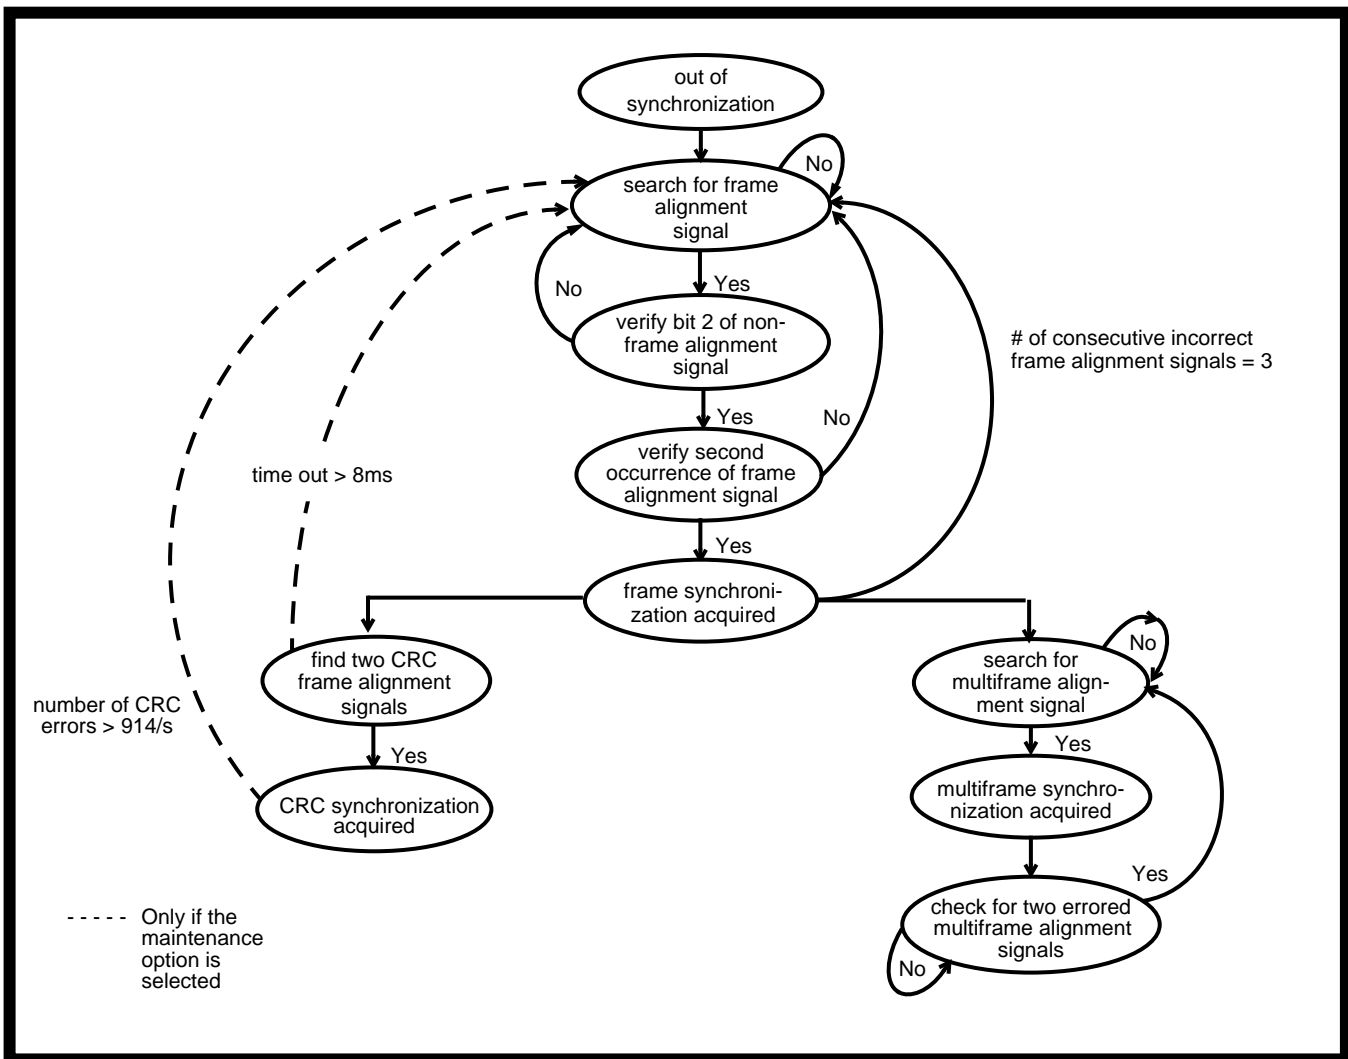 out of
synchronization
No
search for frame
alignment
signal
Yes
No
verify bit 2 of non-
frame alignment
signal
# of consecutive incorrect
frame alignment signals = 3
Yes
No
verify second
occurrence of frame
alignment signal
time out > 8ms
Yes
frame synchroni-
zation acquired
find two CRC
frame alignment
signals
No
search for
multiframe align-
ment signal
number of CRC
errors > 914/s
Yes
Yes
CRC synchronization
acquired
multiframe synchro-
nization acquired
Yes
check for two errored
multiframe alignment
signals
No
- - - - - Only if the
maintenance
option is
selected